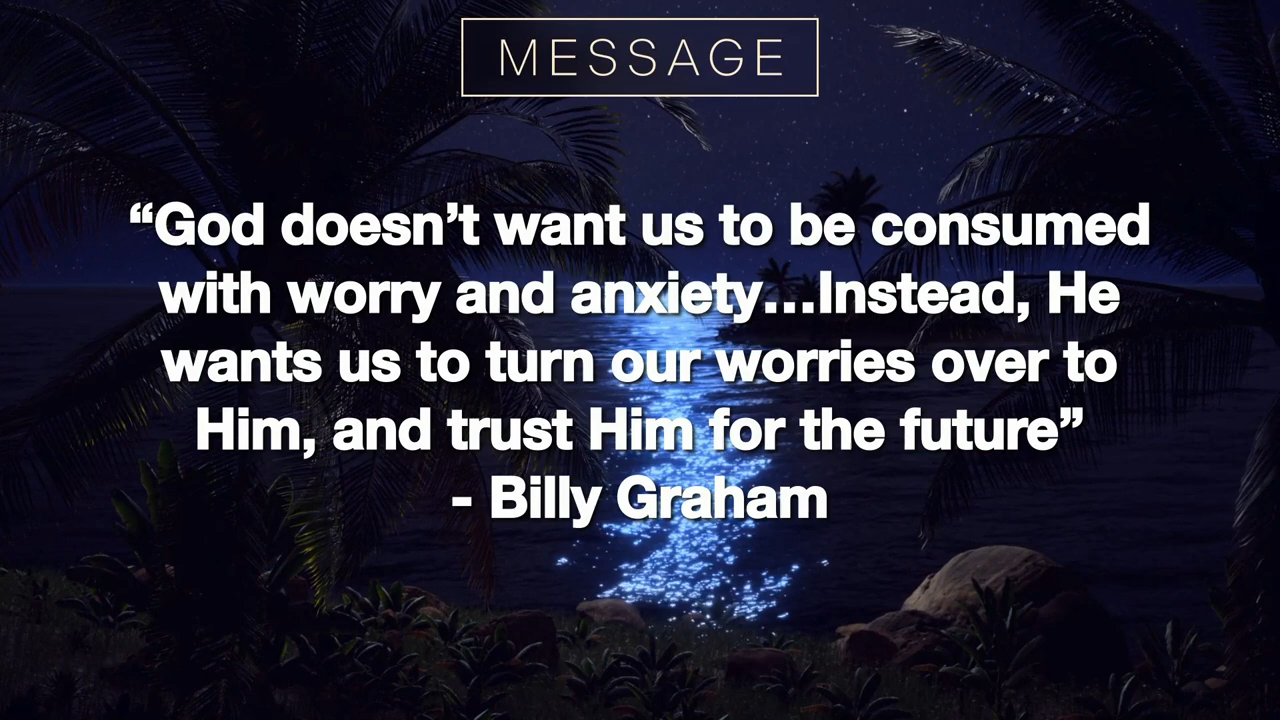 MESSAGE
“God doesn’t want us to be consumed
with worry and anxiety...Instead, He
wants us to turn our worries over to
Him, and trust Him for the future”
- Billy Graham